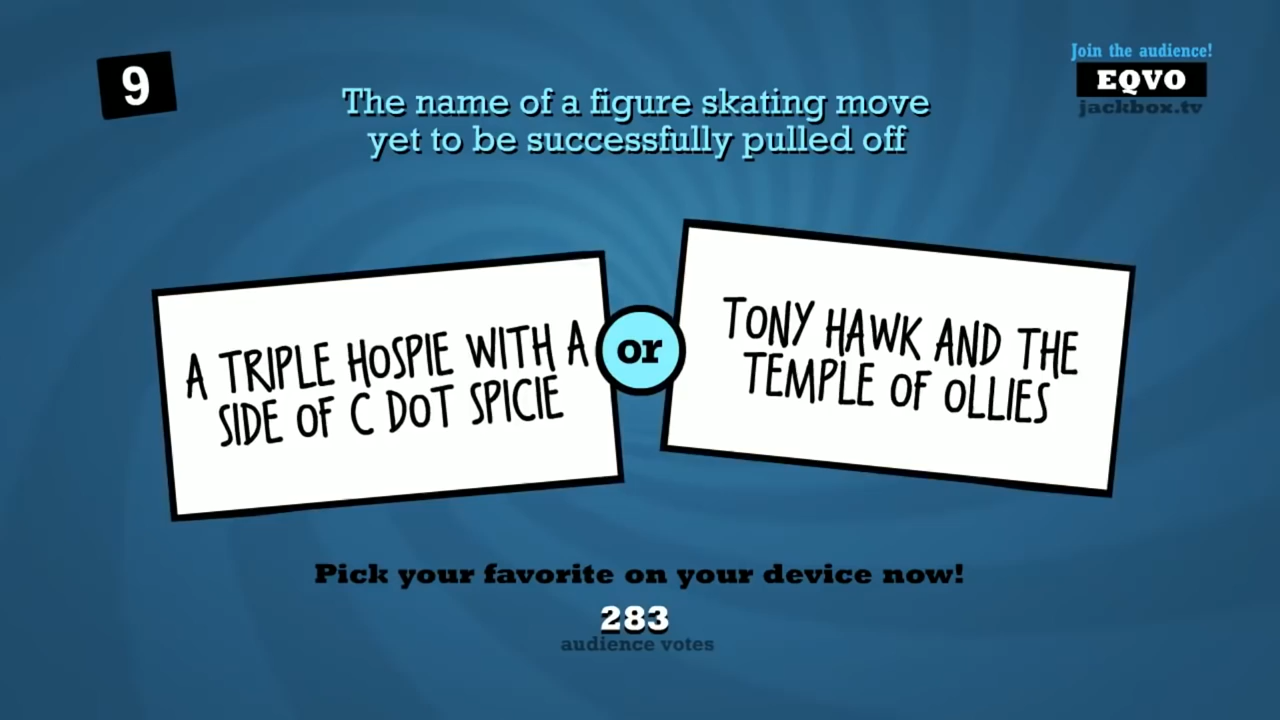 9
Join the audience!
EQVO
jackbox.tv
The name of a figure skating move
yet to be successfully pulled off
A TRIPLE HOSPIE WITH A
SIDE OF C DOT SPICIE
or
TONY HAWK AND THE
TEMPLE OF OLLIES
Pick your favorite on your device now!
283
audience votes